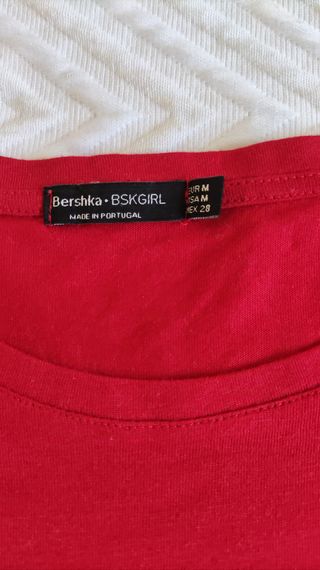 Bershka • BSKGIRL
MADE IN PORTUGAL
EUR M
USA M
MEX 28